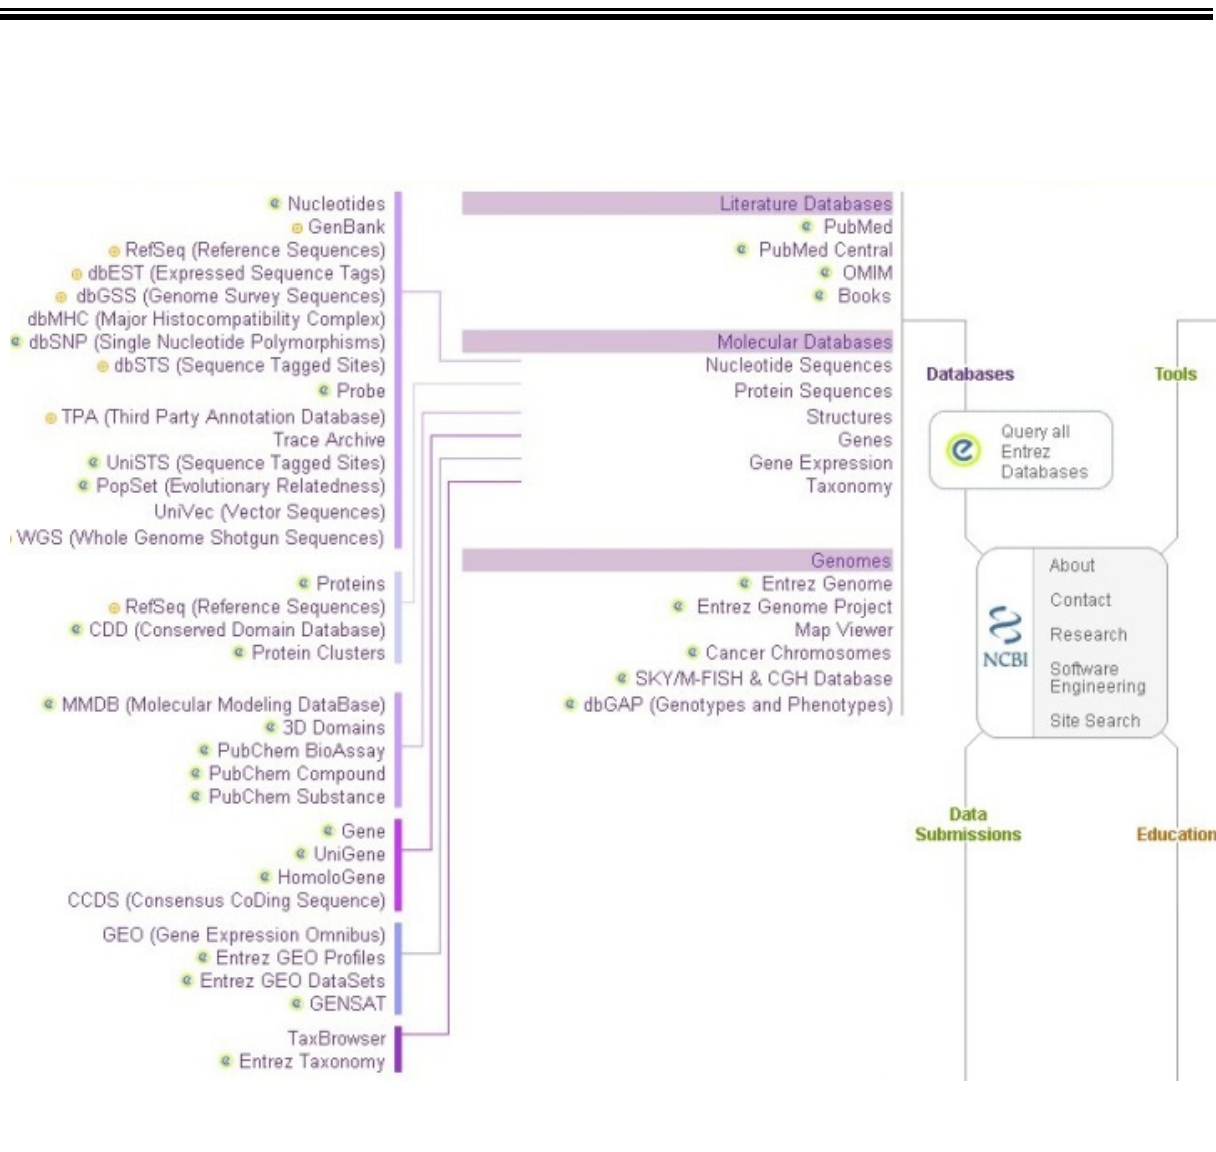 Nucleotides
GenBank
RefSeq (Reference Sequences)
dbEST (Expressed Sequence Tags)
dbGSS (Genome Survey Sequences)
dbMHC (Major Histocompatibility Complex)
dbSNP (Single Nucleotide Polymorphisms)
dbSTS (Sequence Tagged Sites)
Probe
TPA (Third Party Annotation Database)
Trace Archive
UniSTS (Sequence Tagged Sites)
PopSet (Evolutionary Relatedness)
UniVec (Vector Sequences)
WGS (Whole Genome Shotgun Sequences)
Proteins
RefSeq (Reference Sequences)
CDD (Conserved Domain Database)
Protein Clusters
MMDB (Molecular Modeling DataBase)
3D Domains
PubChem BioAssay
PubChem Compound
PubChem Substance
Gene
UniGene
HomoloGene
CCDS (Consensus CoDing Sequence)
GEO (Gene Expression Omnibus)
Entrez GEO Profiles
Entrez GEO DataSets
GENSAT
TaxBrowser
Entrez Taxonomy
Literature Databases
PubMed
PubMed Central
OMIM
Books
Molecular Databases
Nucleotide Sequences
Protein Sequences
Structures
Genes
Gene Expression
Taxonomy
Genomes
Entrez Genome
Entrez Genome Project
Map Viewer
Cancer Chromosomes
SKY/M-FISH & CGH Database
dbGAP (Genotypes and Phenotypes)
Databases
Tools
e
Query all
Entrez
Databases
NCBI
About
Contact
Research
Software
Engineering
Site Search
Data
Submissions
Education